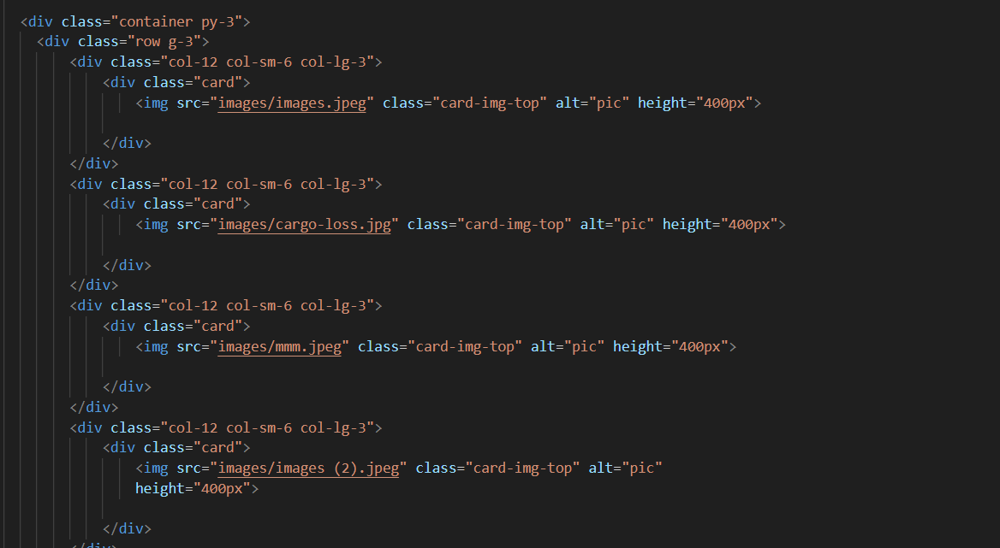 <div class="container py-3">
<div class="row g-3">
<div class="col-12 col-sm-6 col-lg-3">
<div class="card">
<img src="images/images.jpeg" class="card-img-top" alt="pic" height="400px">
</div>
</div>
<div class="col-12 col-sm-6 col-lg-3">
<div class="card">
<img src="images/cargo-loss.jpg" class="card-img-top" alt="pic" height="400px">
</div>
</div>
<div class="col-12 col-sm-6 col-lg-3">
<div class="card">
<img src="images/mmm.jpeg" class="card-img-top" alt="pic" height="400px">
</div>
</div>
<div class="col-12 col-sm-6 col-lg-3">
<div class="card">
<img src="images/images (2).jpeg" class="card-img-top" alt="pic"
height="400px">
</div>
</div>